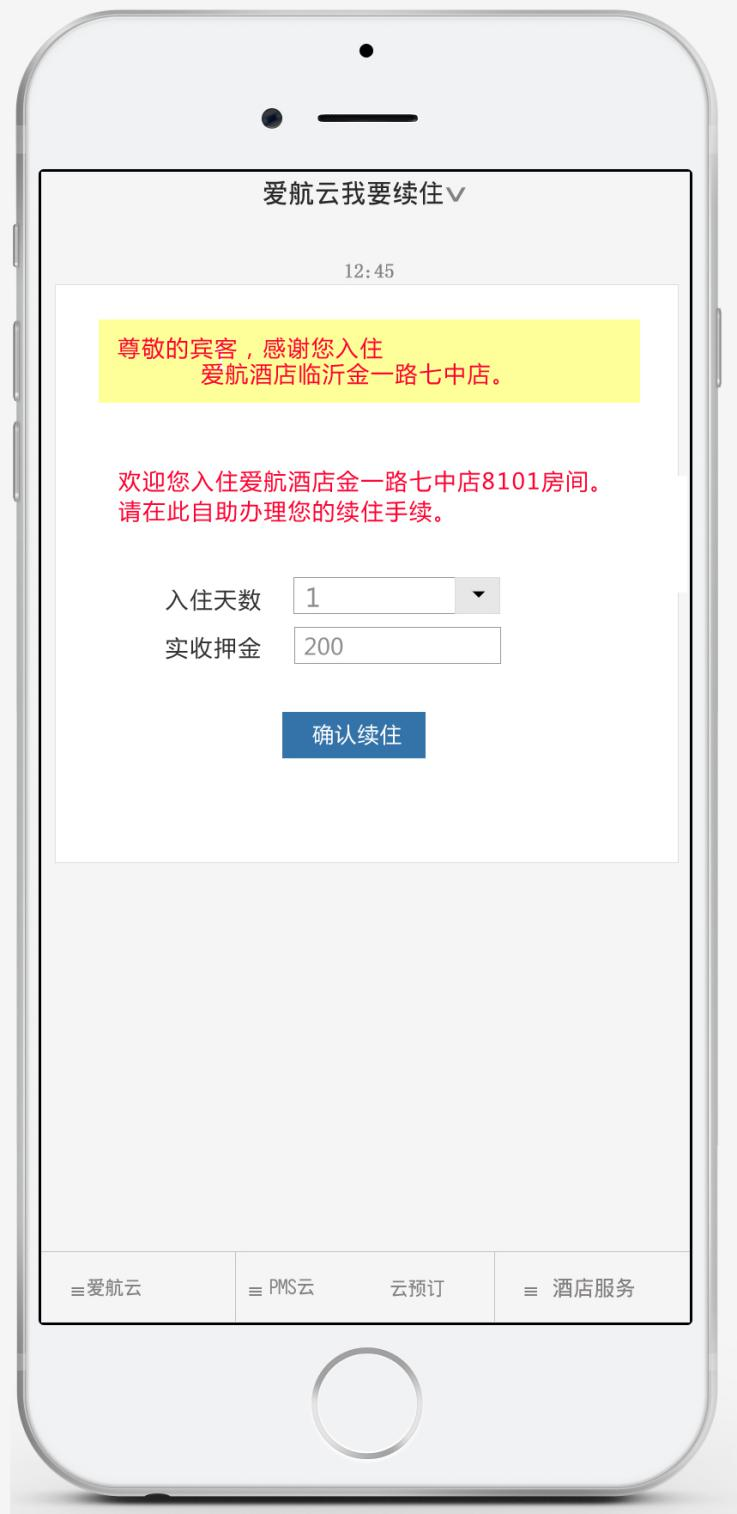 爱航云我要续住
12:45
尊敬的宾客，感谢您入住
爱航酒店临沂金一路七中店。
欢迎您入住爱航酒店金一路七中店8101房间。
请在此自助办理您的续住手续。
入住天数 1
实收押金 200
确认续住
爱航云 PMS云 云预订 酒店服务